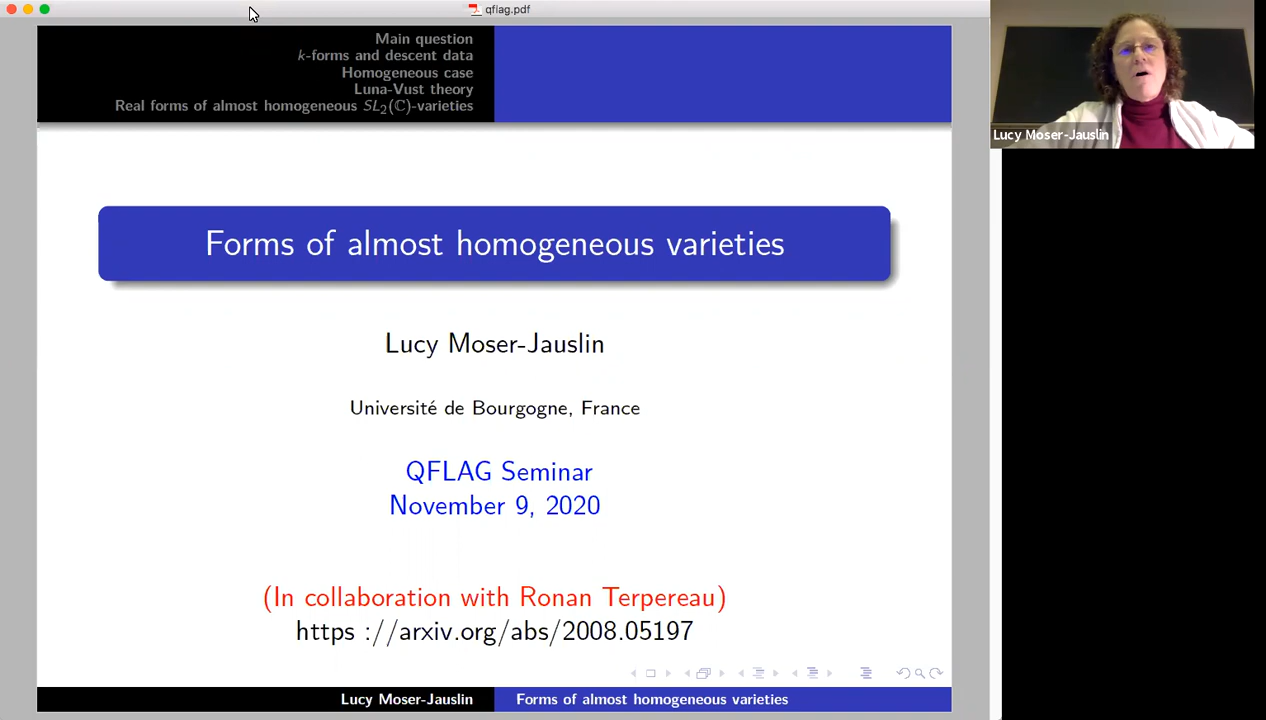 qflag.pdf
Main question
k-forms and descent data
Homogeneous case
Luna-Vust theory
Real forms of almost homogeneous SL₂(ℂ)-varieties
Lucy Moser-Jauslin
Forms of almost homogeneous varieties
Lucy Moser-Jauslin
Université de Bourgogne, France
QFLAG Seminar
November 9, 2020
(In collaboration with Ronan Terpereau)
https ://arxiv.org/abs/2008.05197
Lucy Moser-Jauslin
Forms of almost homogeneous varieties